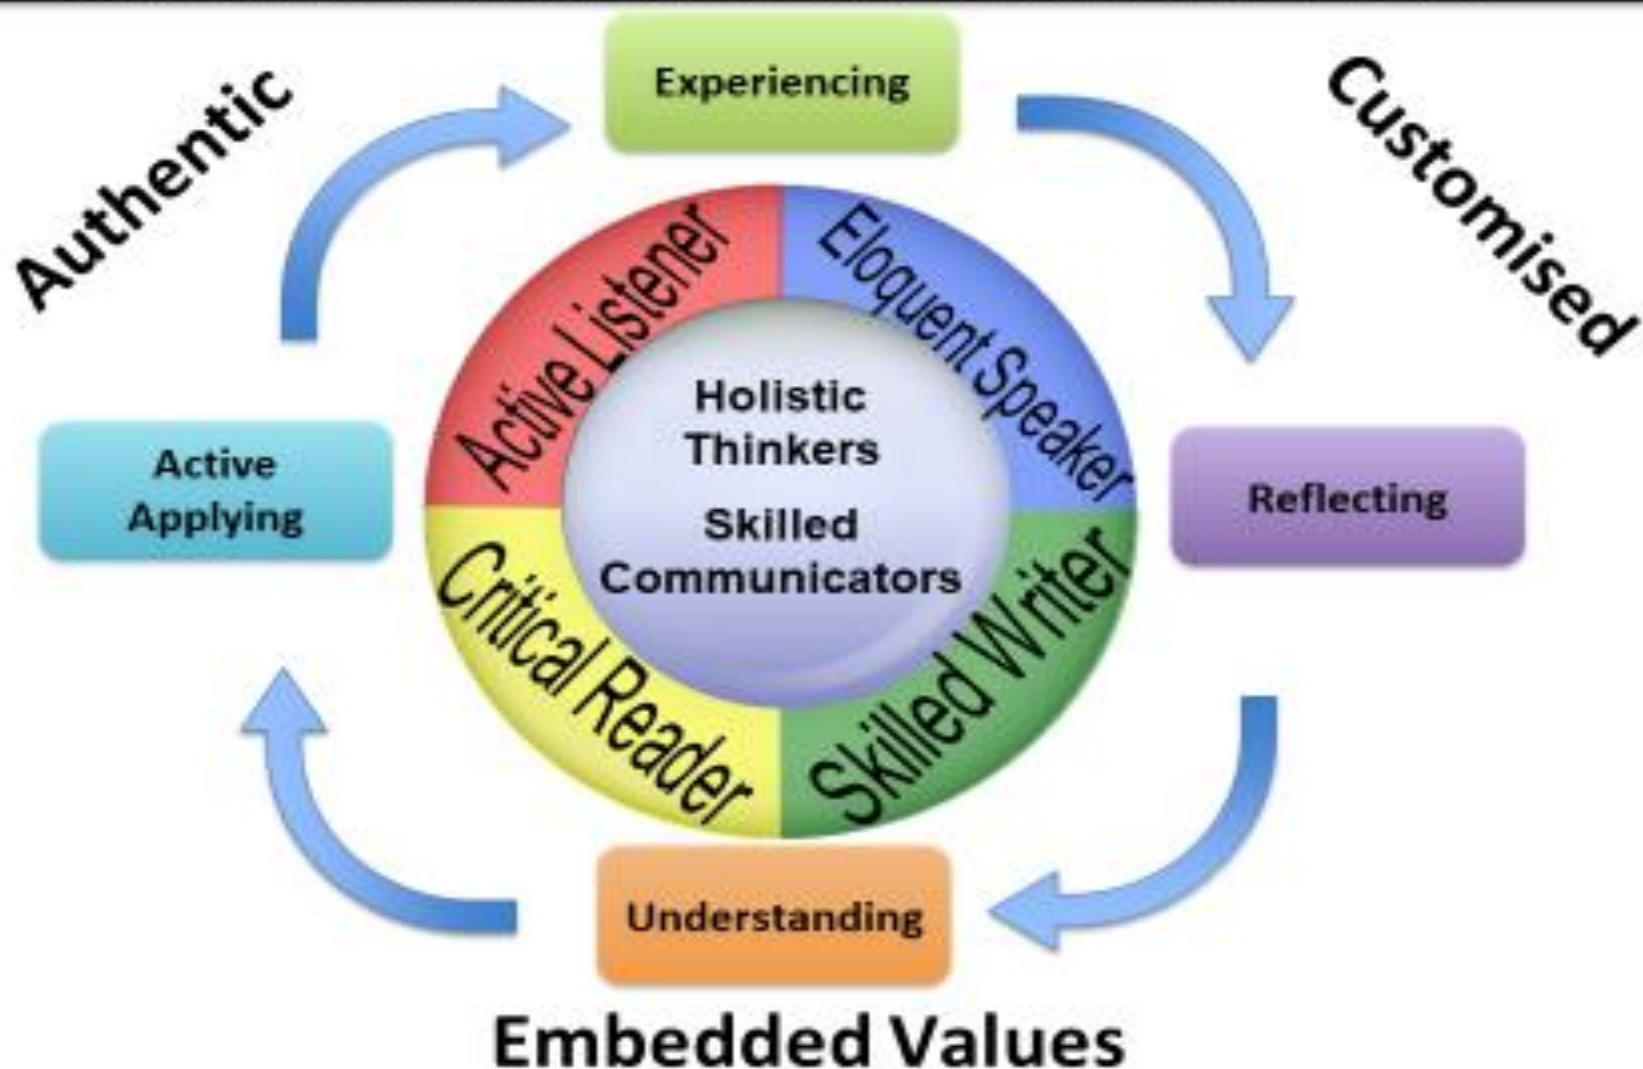 Experiencing
Authentic
Customised
Active Listener
Eloquent Speaker
Holistic
Thinkers
Skilled
Communicators
Active
Applying
Reflecting
Critical Reader
Skilled Writer
Understanding
Embedded Values